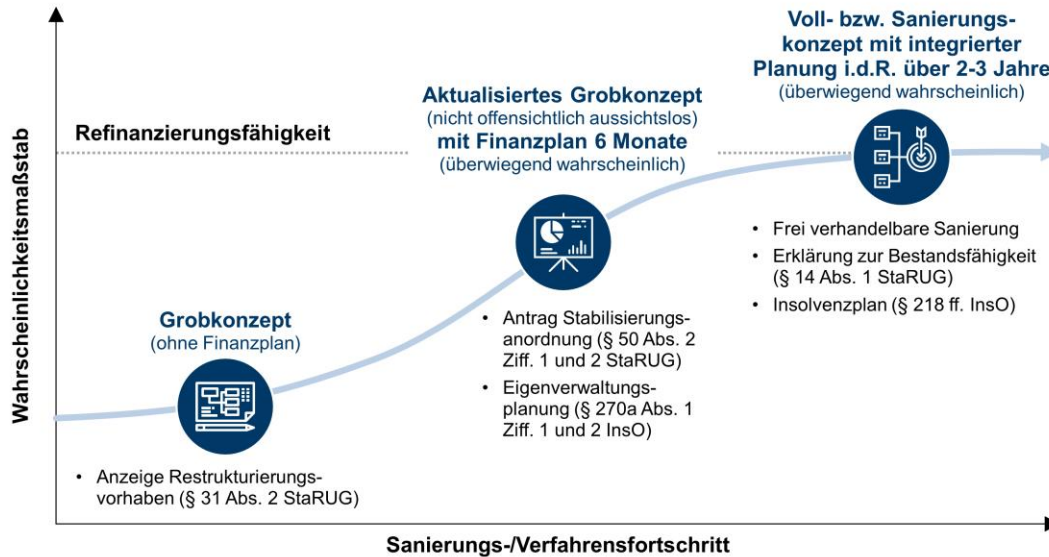 Wahrscheinlichkeitsmaßstab
Refinanzierungsfähigkeit
Grobkonzept
(ohne Finanzplan)
• Anzeige Restrukturierungs-
vorhaben (§ 31 Abs. 2 StaRUG)
Aktualisiertes Grobkonzept
(nicht offensichtlich aussichtslos)
mit Finanzplan 6 Monate
(überwiegend wahrscheinlich)
• Antrag Stabilisierungs-
anordnung (§ 50 Abs. 2
Ziff. 1 und 2 StaRUG)
• Eigenverwaltungs-
planung (§ 270a Abs. 1
Ziff. 1 und 2 InsO)
Voll- bzw. Sanierungs-
konzept mit integrierter
Planung i.d.R. über 2-3 Jahre
(überwiegend wahrscheinlich)
• Frei verhandelbare Sanierung
• Erklärung zur Bestandsfähigkeit
(§ 14 Abs. 1 StaRUG)
• Insolvenzplan (§ 218 ff. InsO)
Sanierungs-/Verfahrensfortschritt